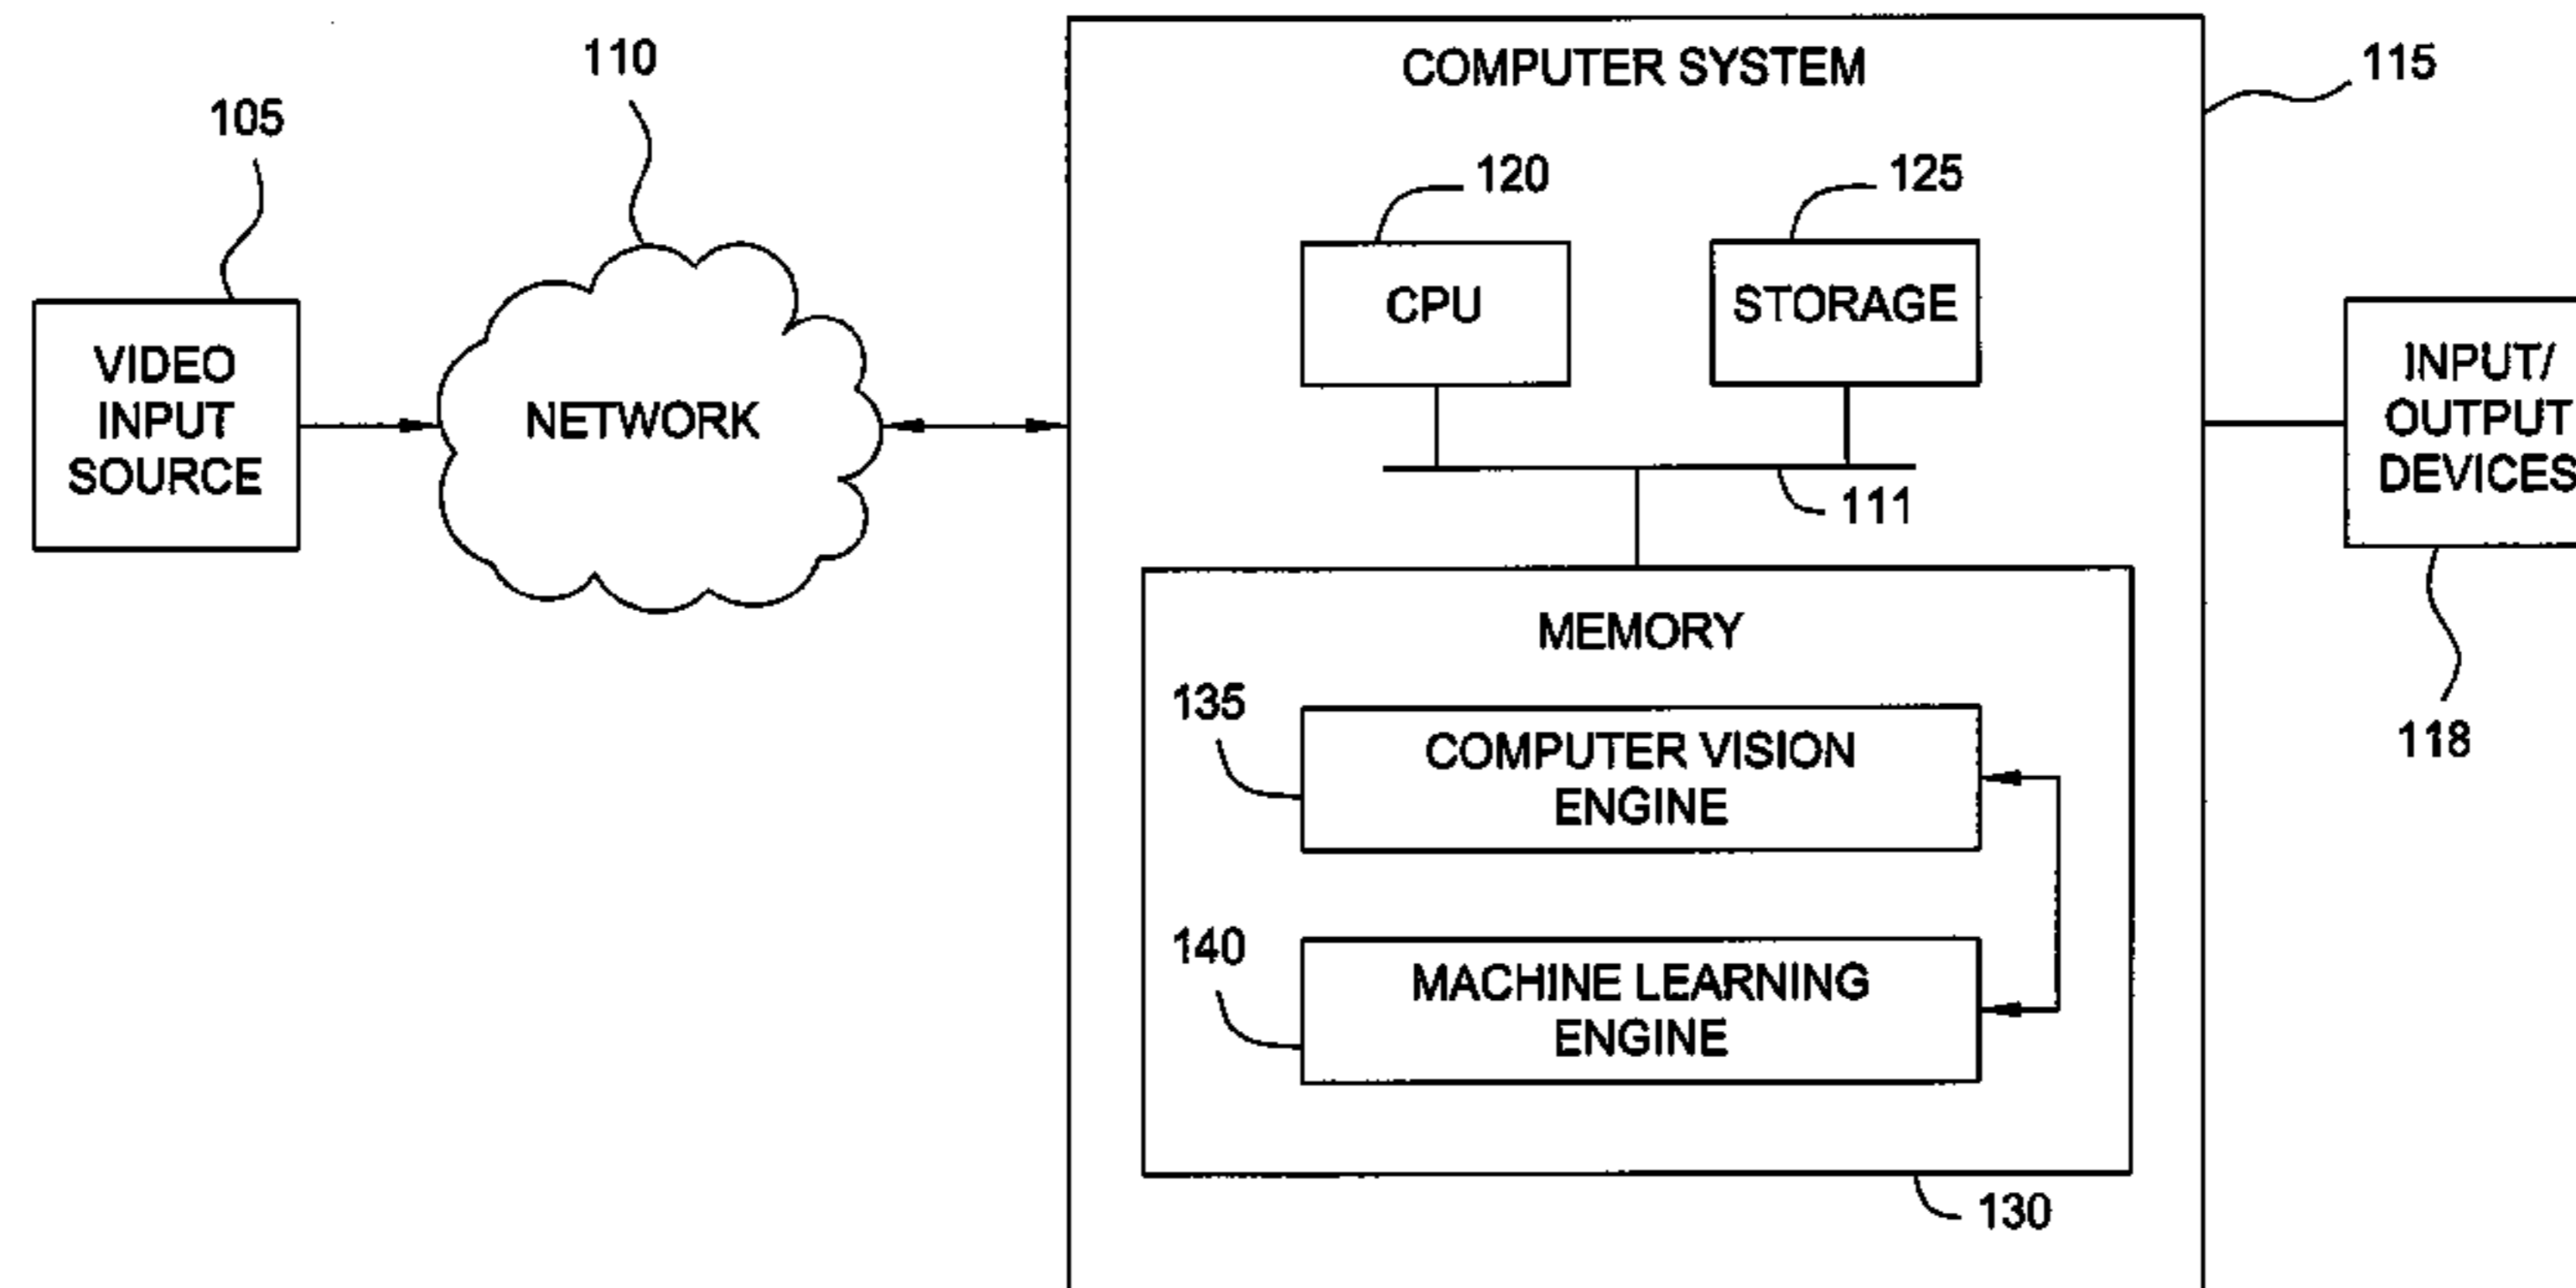 110
COMPUTER SYSTEM
115
105
120
125
VIDEO
INPUT
SOURCE
NETWORK
CPU
STORAGE
INPUT/
OUTPUT
DEVICES
111
MEMORY
118
135
COMPUTER VISION
ENGINE
140
MACHINE LEARNING
ENGINE
130